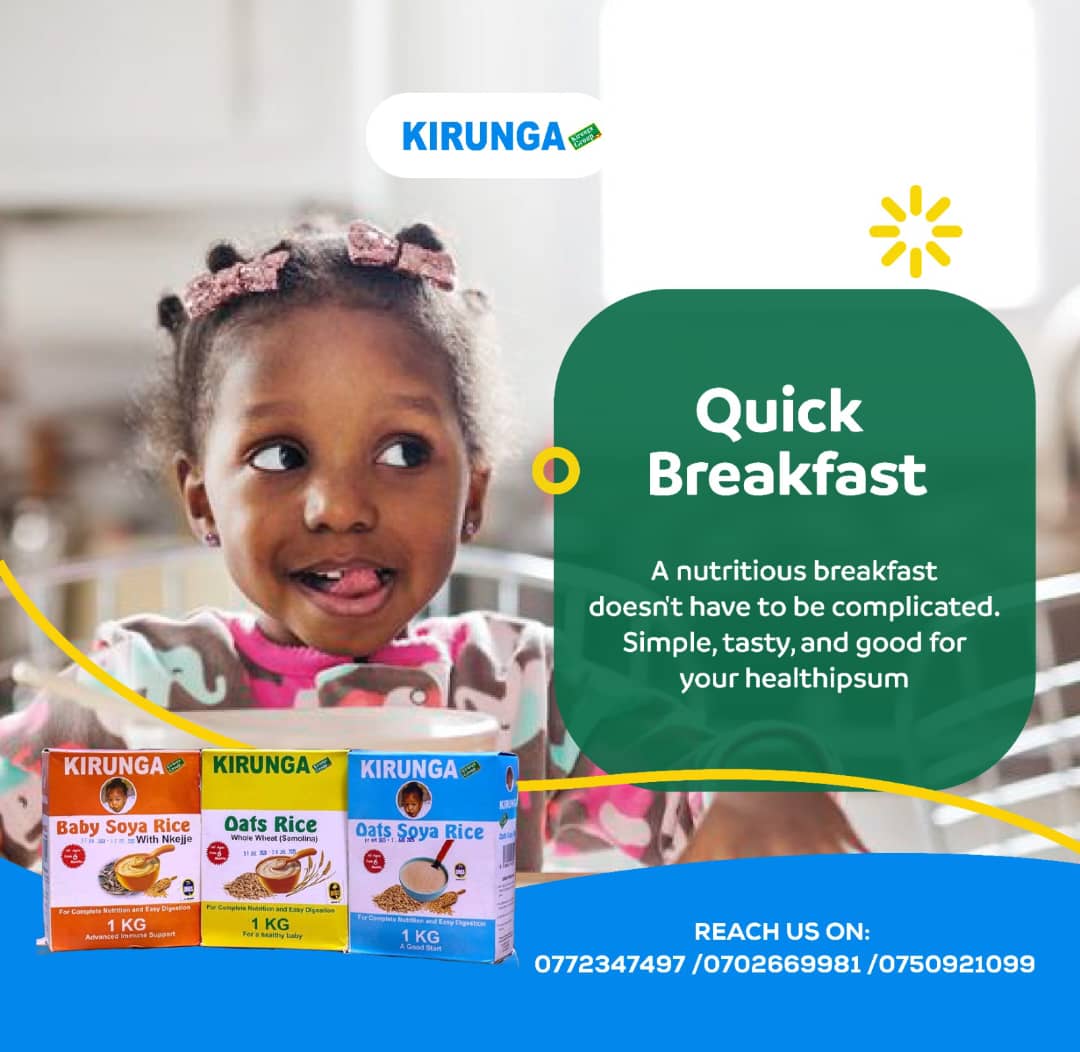 KIRUNGA
Kirunga
Group
Quick
Breakfast
A nutritious breakfast
doesn't have to be complicated.
Simple, tasty, and good for
your healthipsum
KIRUNGA
Baby Soya Rice
With Nkejje
For Complete Nutrition and Easy Digestion
1 KG
Advanced Immune Support
KIRUNGA
Oats Rice
Whole Wheat (Semolina)
For Complete Nutrition and Easy Digestion
1 KG
For a healthy baby
KIRUNGA
Oats Soya Rice
For Complete Nutrition and Easy Digestion
1 KG
A Good Start
REACH US ON:
0772347497 /0702669981 /0750921099